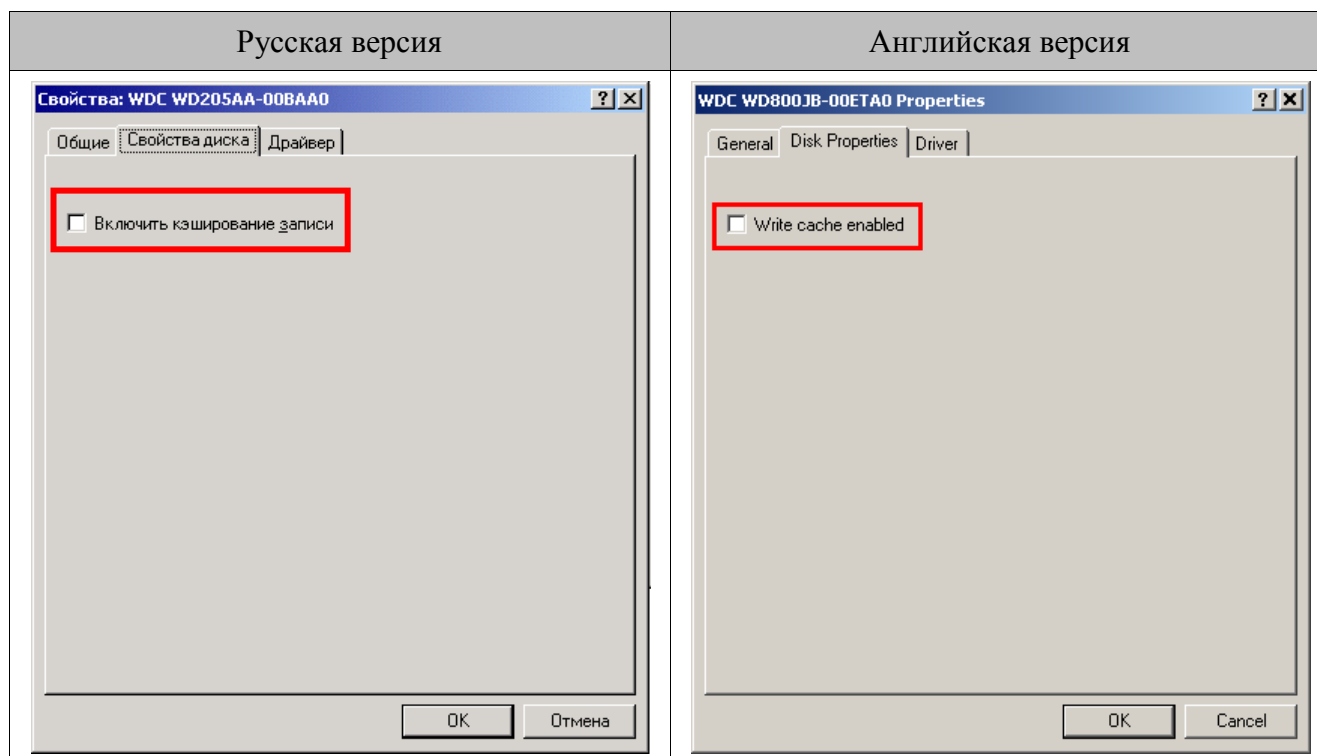 Русская версия
Английская версия
Свойства: WDC WD205AA-00BAA0
Общие Свойства диска Драйвер
Включить кэширование записи
OK Отмена
WDC WD800JB-00ETA0 Properties
General Disk Properties Driver
Write cache enabled
OK Cancel